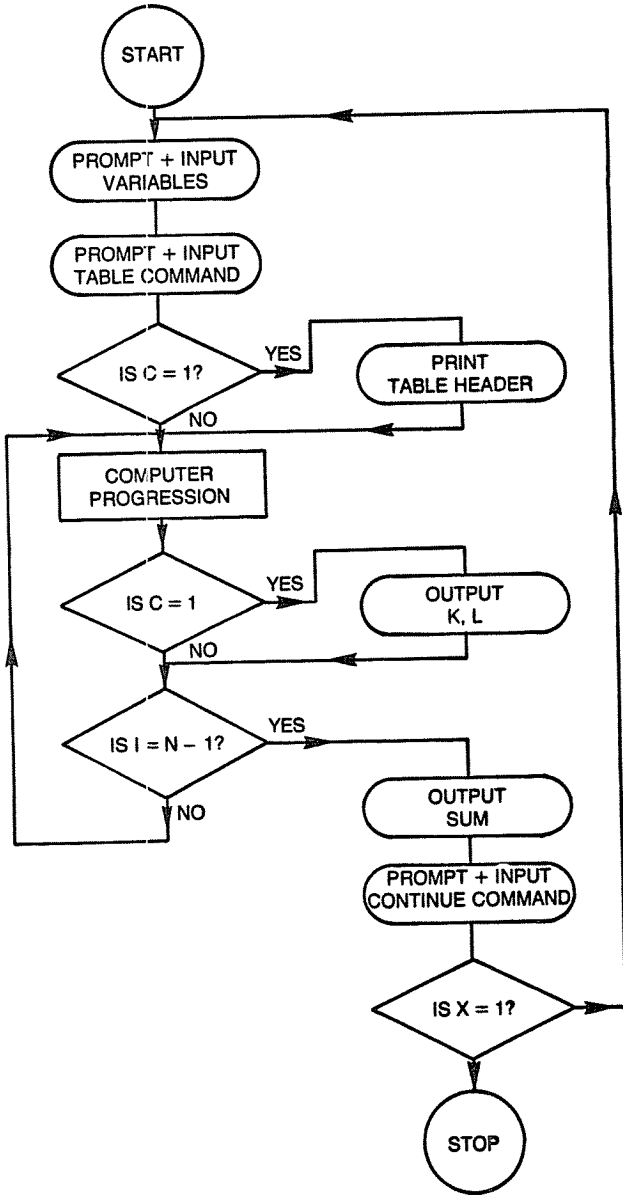 START
PROMPT + INPUT
VARIABLES
PROMPT + INPUT
TABLE COMMAND
IS C = 1?
YES
PRINT
TABLE HEADER
NO
COMPUTER
PROGRESSION
IS C = 1
YES
OUTPUT
K, L
NO
IS I = N – 1?
YES
NO
OUTPUT
SUM
PROMPT + INPUT
CONTINUE COMMAND
IS X = 1?
STOP